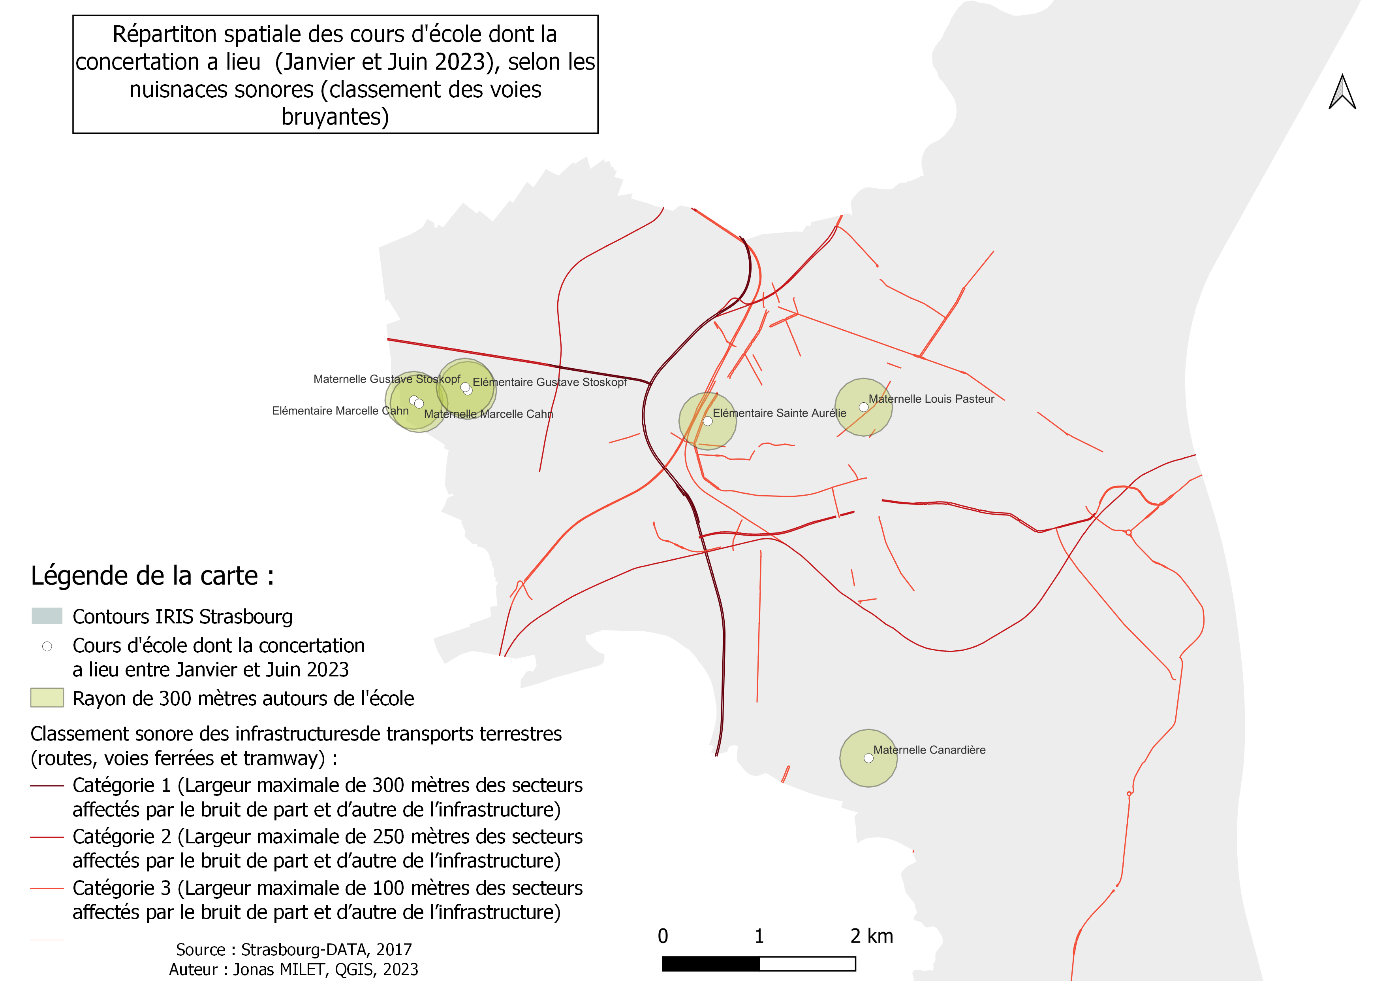 Répartiton spatiale des cours d'école dont la
concertation a lieu  (Janvier et Juin 2023), selon les
nuisnaces sonores (classement des voies
bruyantes)
Maternelle Gustave Stoskopf
Elémentaire Gustave Stoskopf
Elémentaire Marcelle Cahn
Maternelle Marcelle Cahn
Elémentaire Sainte Aurélie
Maternelle Louis Pasteur
Maternelle Canardière
Légende de la carte :
Contours IRIS Strasbourg
Cours d'école dont la concertation
a lieu entre Janvier et Juin 2023
Rayon de 300 mètres autours de l'école
Classement sonore des infrastructuresde transports terrestres
(routes, voies ferrées et tramway) :
Catégorie 1 (Largeur maximale de 300 mètres des secteurs
affectés par le bruit de part et d’autre de l’infrastructure)
Catégorie 2 (Largeur maximale de 250 mètres des secteurs
affectés par le bruit de part et d’autre de l’infrastructure)
Catégorie 3 (Largeur maximale de 100 mètres des secteurs
affectés par le bruit de part et d’autre de l’infrastructure)
Source : Strasbourg-DATA, 2017
Auteur : Jonas MILET, QGIS, 2023
0 1 2 km